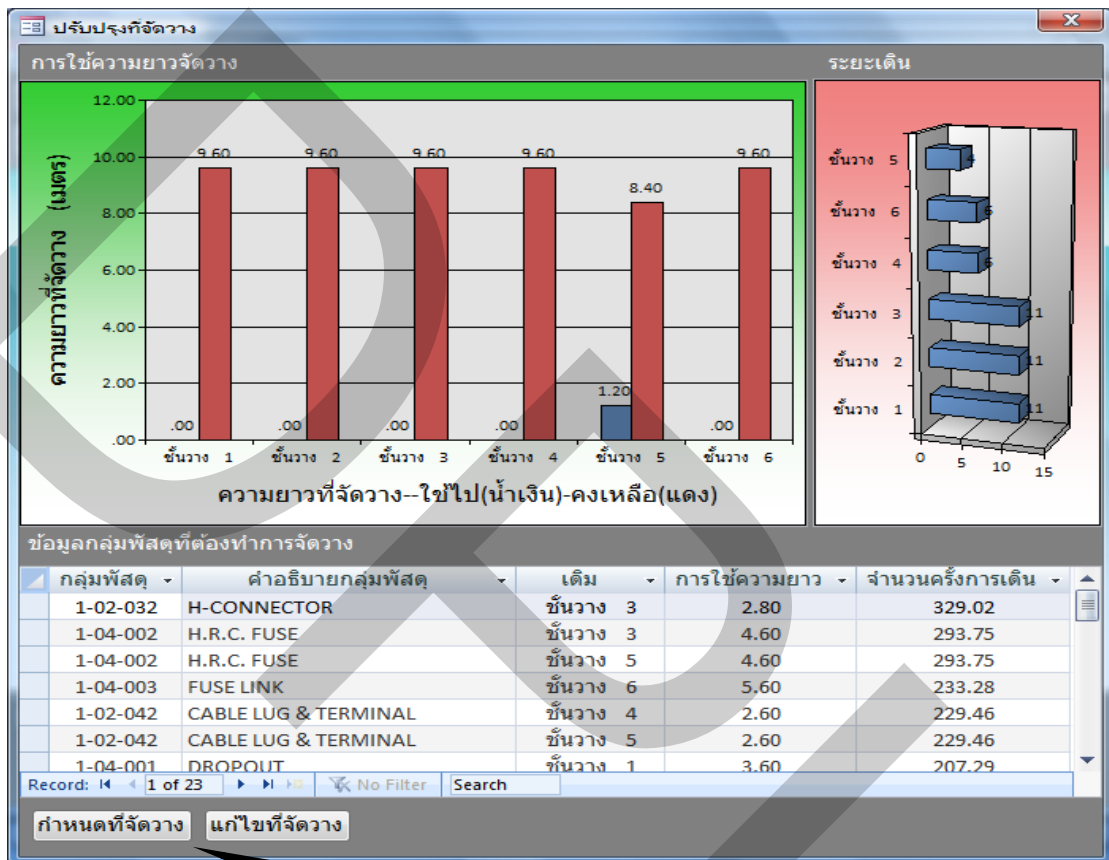 ปรับปรุงที่จัดวาง
การใช้ความยาวจัดวาง
ระยะเดิน
12.00
10.00
8.00
6.00
4.00
2.00
.00
ความยาวที่จัดวาง (เมตร)
9.60 9.60 9.60 9.60 8.40 9.60
.00 .00 .00 .00 1.20 .00
ชั้นวาง 1 ชั้นวาง 2 ชั้นวาง 3 ชั้นวาง 4 ชั้นวาง 5 ชั้นวาง 6
ความยาวที่จัดวาง--ใช้ไป(น้ำเงิน)-คงเหลือ(แดง)
ชั้นวาง 5 4
ชั้นวาง 6 6
ชั้นวาง 4 6
ชั้นวาง 3 11
ชั้นวาง 2 11
ชั้นวาง 1 11
0 5 10 15
ข้อมูลกลุ่มพัสดุที่ต้องทำการจัดวาง
กลุ่มพัสดุ คำอธิบายกลุ่มพัสดุ เดิม การใช้ความยาว จำนวนครั้งการเดิน
1-02-032 H-CONNECTOR ชั้นวาง 3 2.80 329.02
1-04-002 H.R.C. FUSE ชั้นวาง 3 4.60 293.75
1-04-002 H.R.C. FUSE ชั้นวาง 5 4.60 293.75
1-04-003 FUSE LINK ชั้นวาง 6 5.60 233.28
1-02-042 CABLE LUG & TERMINAL ชั้นวาง 4 2.60 229.46
1-02-042 CABLE LUG & TERMINAL ชั้นวาง 5 2.60 229.46
1-04-001 DROPOUT ชั้นวาง 1 3.60 207.29
Record: 1 of 23 No Filter Search
กำหนดที่จัดวาง แก้ไขที่จัดวาง